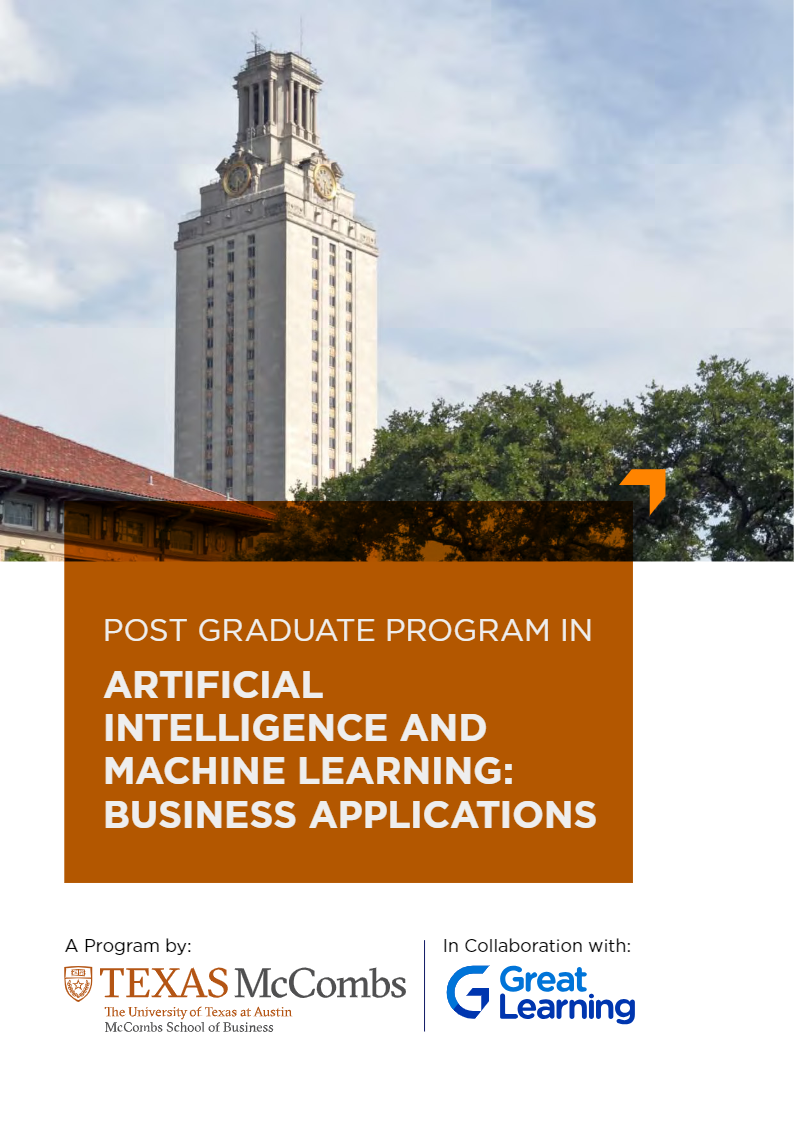 POST GRADUATE PROGRAM IN
ARTIFICIAL
INTELLIGENCE AND
MACHINE LEARNING:
BUSINESS APPLICATIONS
A Program by:
TEXAS McCombs
The University of Texas at Austin
McCombs School of Business
In Collaboration with:
Great
Learning